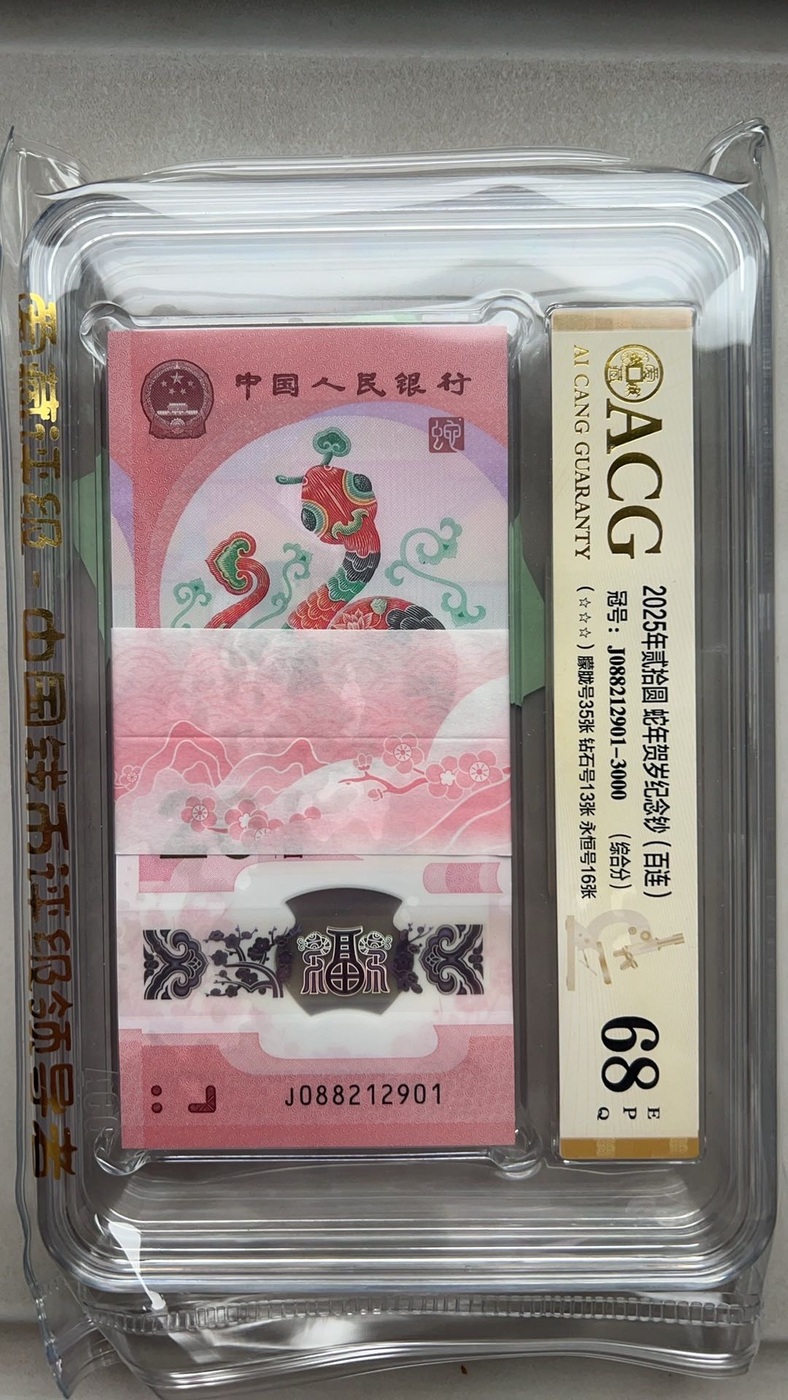 中国人民银行
蛇
J088212901
ACG
AI CANG GUARANTY
2025年贰拾圆 蛇年贺岁纪念钞（百连）
冠号：J088212901-3000 （综合分）
（☆☆☆）朦胧号35张 钻石号13张 永恒号16张
68
E
P
Q
爱藏评级-中国钱币评级领导者